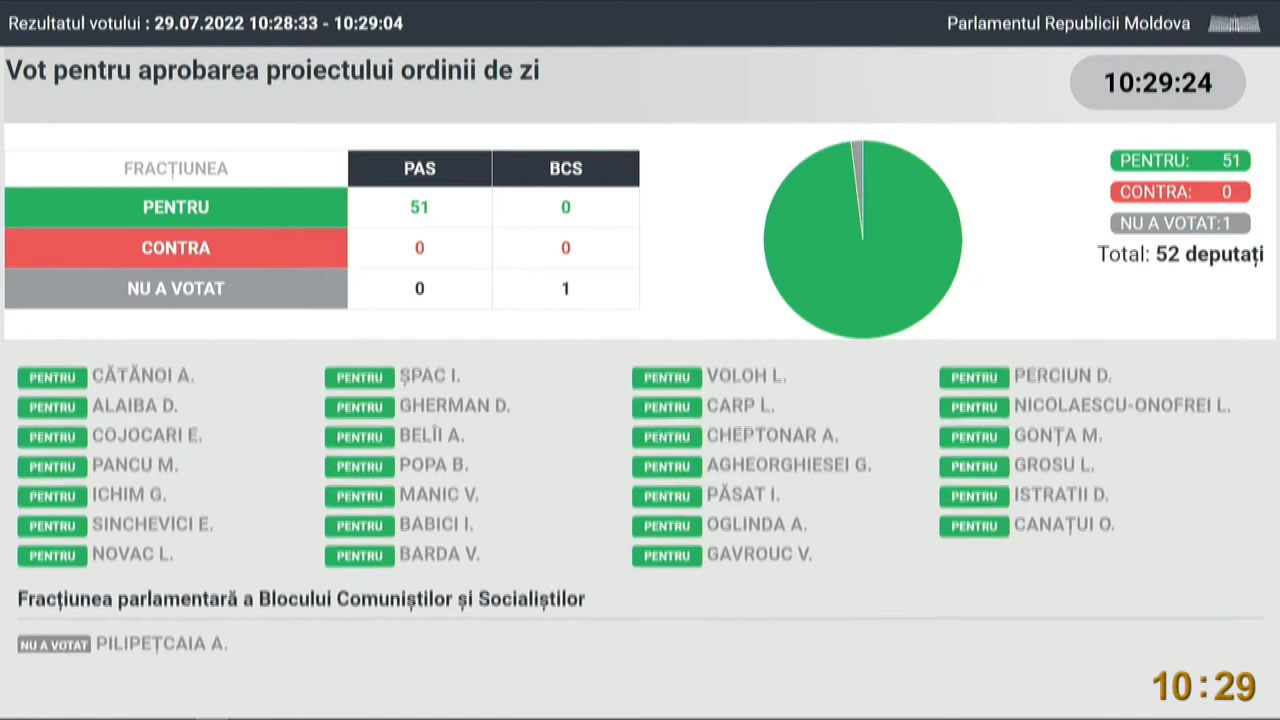 Rezultatul votului : 29.07.2022 10:28:33 - 10:29:04
Parlamentul Republicii Moldova
Vot pentru aprobarea proiectului ordinii de zi
10:29:24
FRACȚIUNEA PAS BCS
PENTRU 51 0
CONTRA 0 0
NU A VOTAT 0 1
PENTRU: 51
CONTRA: 0
NU A VOTAT: 1
Total: 52 deputați
PENTRU CĂTĂNOI A. PENTRU ȘPAC I. PENTRU VOLOH L. PENTRU PERCIUN D.
PENTRU ALAIBA D. PENTRU GHERMAN D. PENTRU CARP L. PENTRU NICOLAESCU-ONOFREI L.
PENTRU COJOCARI E. PENTRU BELÎI A. PENTRU CHEPTONAR A. PENTRU GONȚA M.
PENTRU PANCU M. PENTRU POPA B. PENTRU AGHEORGHIESEI G. PENTRU GROSU L.
PENTRU ICHIM G. PENTRU MANIC V. PENTRU PĂSAT I. PENTRU ISTRATII D.
PENTRU SINCHEVICI E. PENTRU BABICI I. PENTRU OGLINDA A. PENTRU CANAȚUI O.
PENTRU NOVAC L. PENTRU BARDA V. PENTRU GAVROUC V.
Fracțiunea parlamentară a Blocului Comuniștilor și Socialiștilor
NU A VOTAT PILIPEȚCAIA A.
10:29